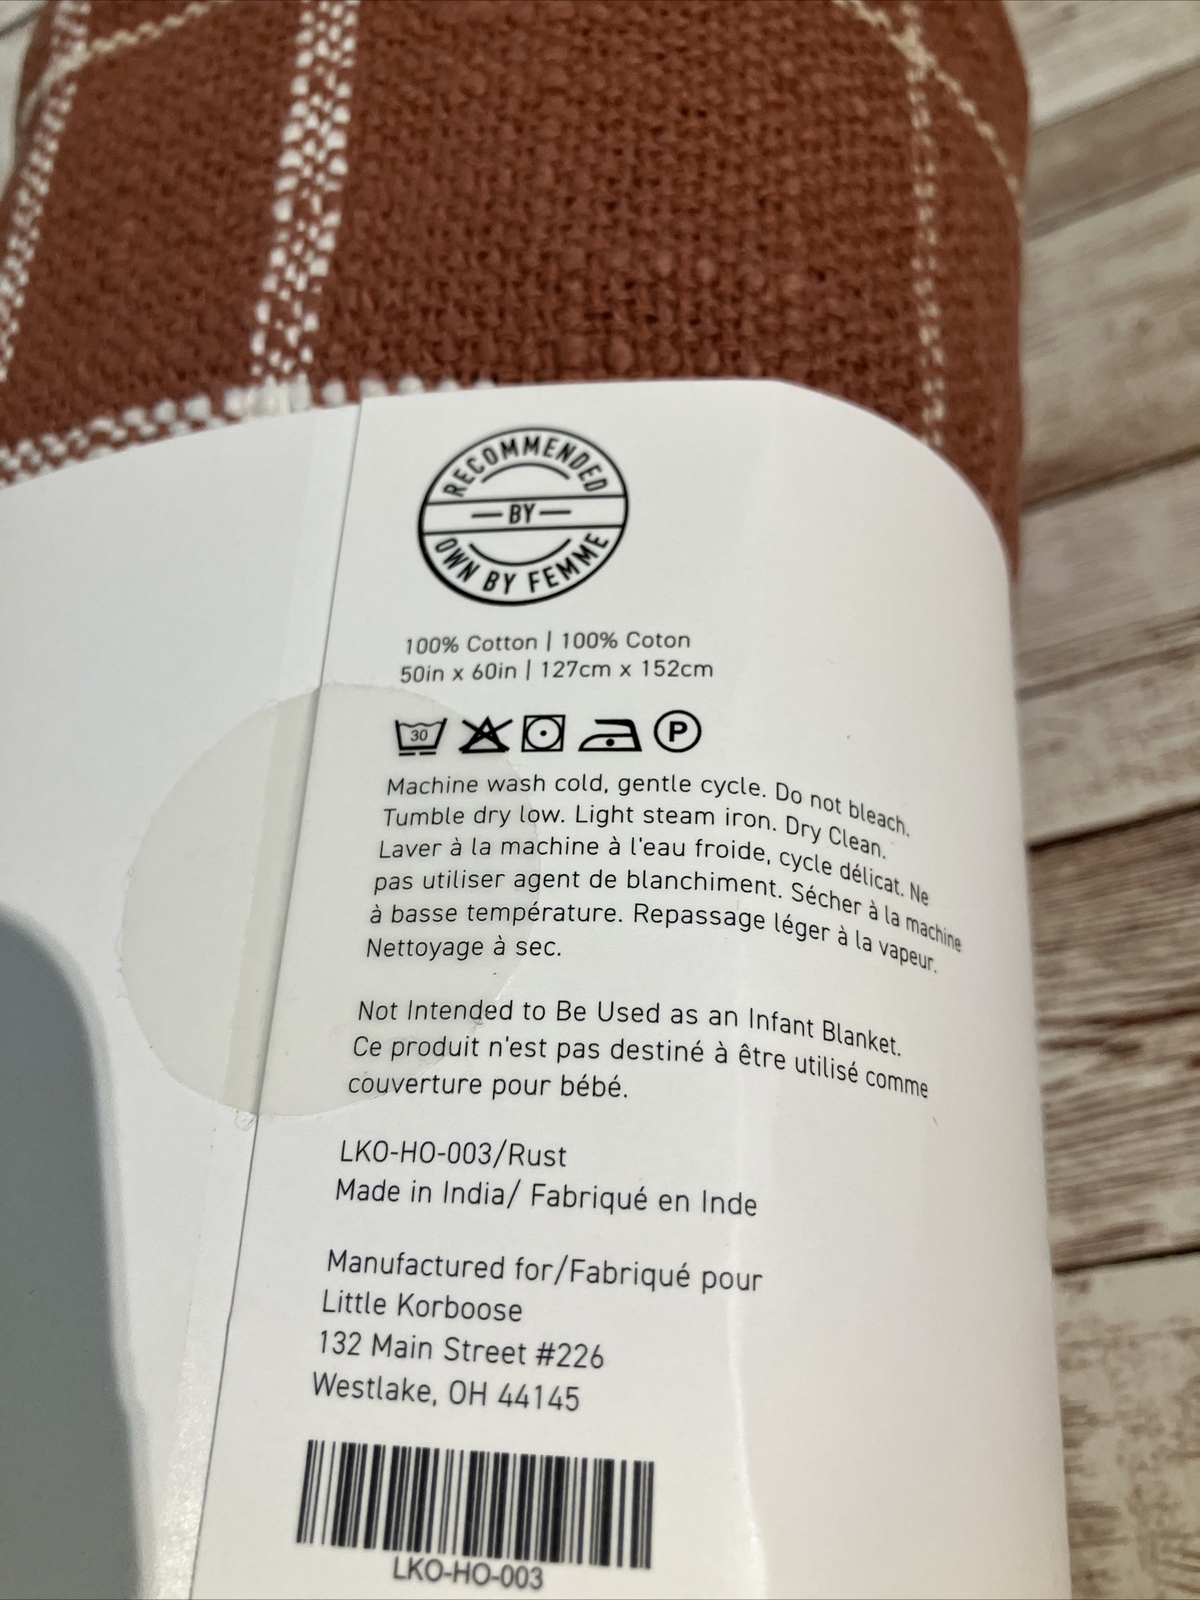 RECOMMENDED
BY
OWN BY FEMME
100% Cotton | 100% Coton
50in x 60in | 127cm x 152cm
30 P
Machine wash cold, gentle cycle. Do not bleach.
Tumble dry low. Light steam iron. Dry Clean.
Laver à la machine à l'eau froide, cycle délicat. Ne
pas utiliser agent de blanchiment. Sécher à la machine
à basse température. Repassage léger à la vapeur.
Nettoyage à sec.
Not Intended to Be Used as an Infant Blanket.
Ce produit n'est pas destiné à être utilisé comme
couverture pour bébé.
LKO-HO-003/Rust
Made in India/ Fabriqué en Inde
Manufactured for/Fabriqué pour
Little Korboose
132 Main Street #226
Westlake, OH 44145
LKO-HO-003